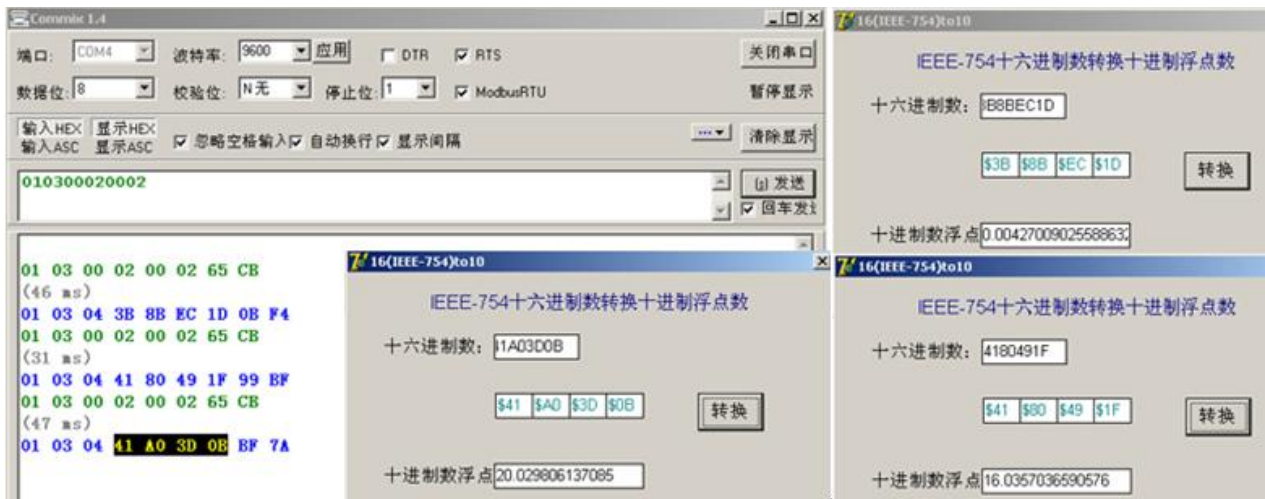 Commix 1.4
端口: COM4 波特率: 9600 应用 DTR RTS 关闭串口
数据位: 8 校验位: N 无 停止位: 1 ModbusRTU 暂停显示
输入HEX 显示HEX
输入ASC 显示ASC
忽略空格输入 自动换行 显示间隔 清除显示
010300020002
发送
回车发
01 03 00 02 00 02 65 CB
(46 ms)
01 03 04 3B 8B EC 1D 0B F4
01 03 00 02 00 02 65 CB
(31 ms)
01 03 04 41 80 49 1F 99 BF
01 03 00 02 00 02 65 CB
(47 ms)
01 03 04 41 A0 3D 0B BF 7A
16(IEEE-754)to10
IEEE-754十六进制数转换十进制浮点数
十六进制数: 3B8BEC1D
$3B $8B $EC $1D
转换
十进制数浮点 0.0042700902558863
16(IEEE-754)to10
IEEE-754十六进制数转换十进制浮点数
十六进制数: 41A03D0B
$41 $A0 $3D $0B
转换
十进制数浮点 20.029806137085
16(IEEE-754)to10
IEEE-754十六进制数转换十进制浮点数
十六进制数: 4180491F
$41 $80 $49 $1F
转换
十进制数浮点 16.0357036590576